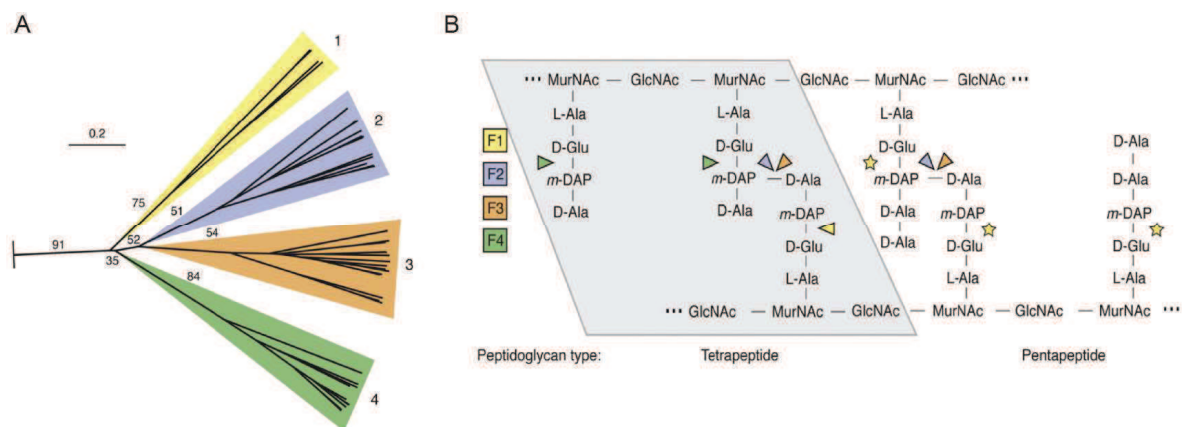 A
1
0.2
2
75
51
54
91
52
35
3
84
4
B
··· MurNAc — GlcNAc — MurNAc — GlcNAc — MurNAc — GlcNAc ···
L-Ala L-Ala L-Ala
D-Ala
F1
D-Glu D-Glu D-Glu
F2
m-DAP m-DAP — D-Ala m-DAP — D-Ala D-Ala
F3
D-Ala D-Ala m-DAP D-Ala m-DAP m-DAP
F4
D-Glu D-Ala D-Glu D-Glu
L-Ala L-Ala L-Ala
··· GlcNAc — MurNAc — GlcNAc — MurNAc — GlcNAc — MurNAc ···
Peptidoglycan type: Tetrapeptide Pentapeptide